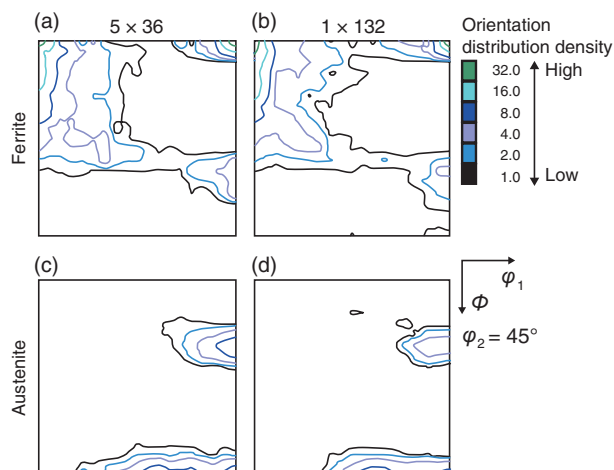 (a) 5 × 36
(b) 1 × 132
Orientation
distribution density
32.0
16.0
8.0
4.0
2.0
1.0
High
Low
Ferrite
(c)
(d)
φ1
Φ
φ2 = 45°
Austenite